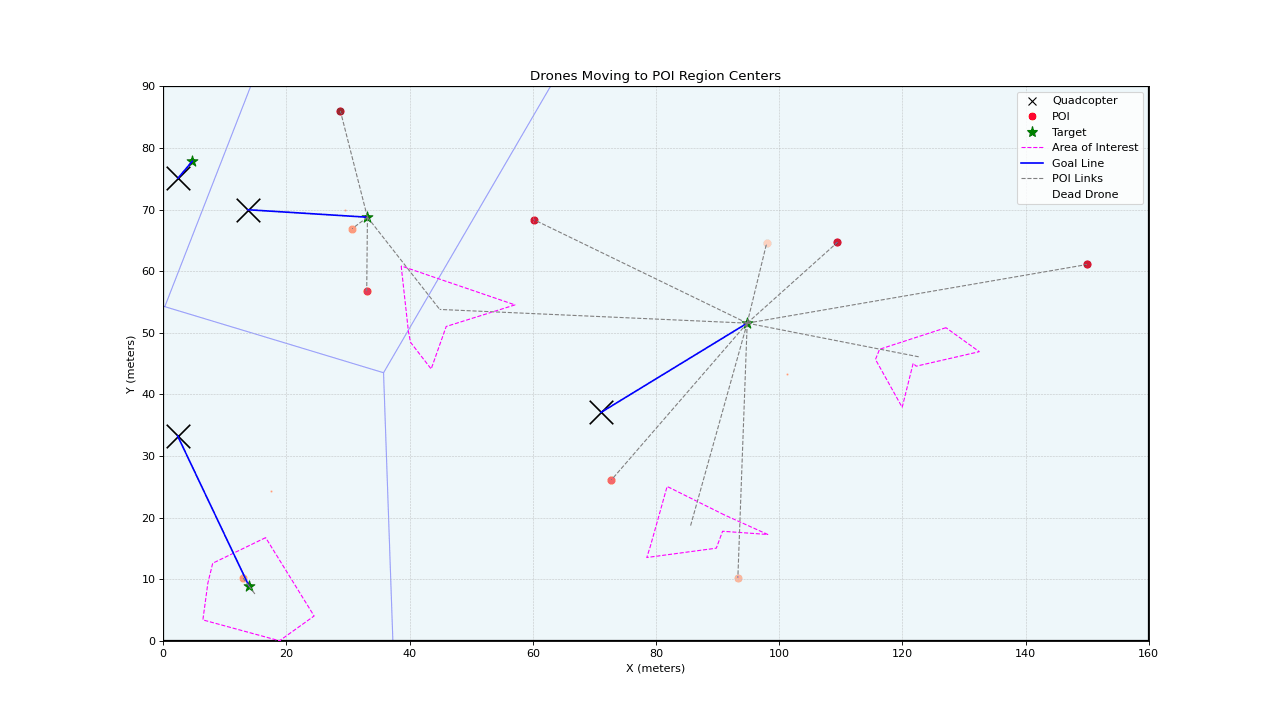 Drones Moving to POI Region Centers
Quadcopter
POI
Target
Area of Interest
Goal Line
POI Links
Dead Drone
Y (meters)
90
80
70
60
50
40
30
20
10
0
0 20 40 60 80 100 120 140 160
X (meters)